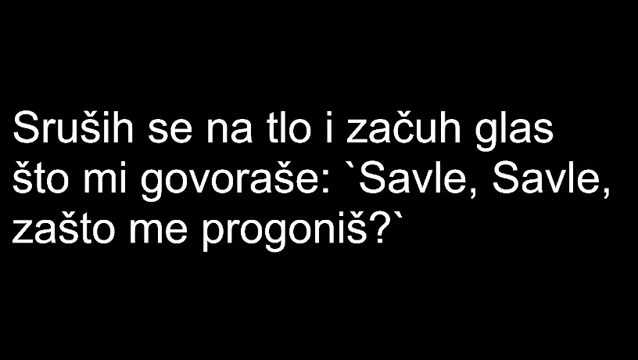 Sruših se na tlo i začuh glas
što mi govoraše: `Savle, Savle,
zašto me progoniš?`